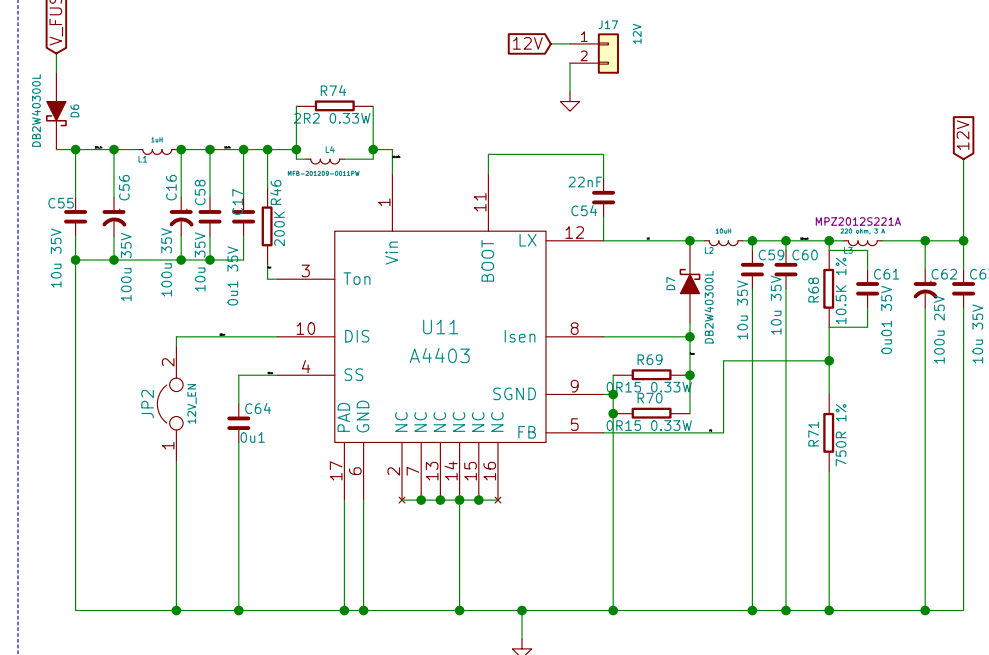 V_FUS
DB2W40300L
D6
J17
12V
12V
1
2
R74
2R2 0.33W
1uH
L1
L4
MFB-201209-0011PW
C55
10u 35V
C56
100u 35V
C16
100u 35V
C58
10u 35V
C17
0u1 35V
R46
200K
1
11
22nF
C54
12
Vin
BOOT
LX
3
Ton
10
DIS
4
SS
U11
A4403
Isen
8
SGND
9
FB
5
PAD
GND
NC
NC
NC
NC
NC
NC
17
6
2
7
13
14
15
16
JP2
2
1
12V_EN
C64
0u1
D7
DB2W40300L
R69
0R15 0.33W
R70
0R15 0.33W
10uH
L2
C59
10u 35V
C60
10u 35V
MPZ2012S221A
220 ohm, 3 A
L3
R68
10.5K 1%
C61
0u01 35V
R71
750R 1%
C62
100u 25V
C6
10u 35V
12V